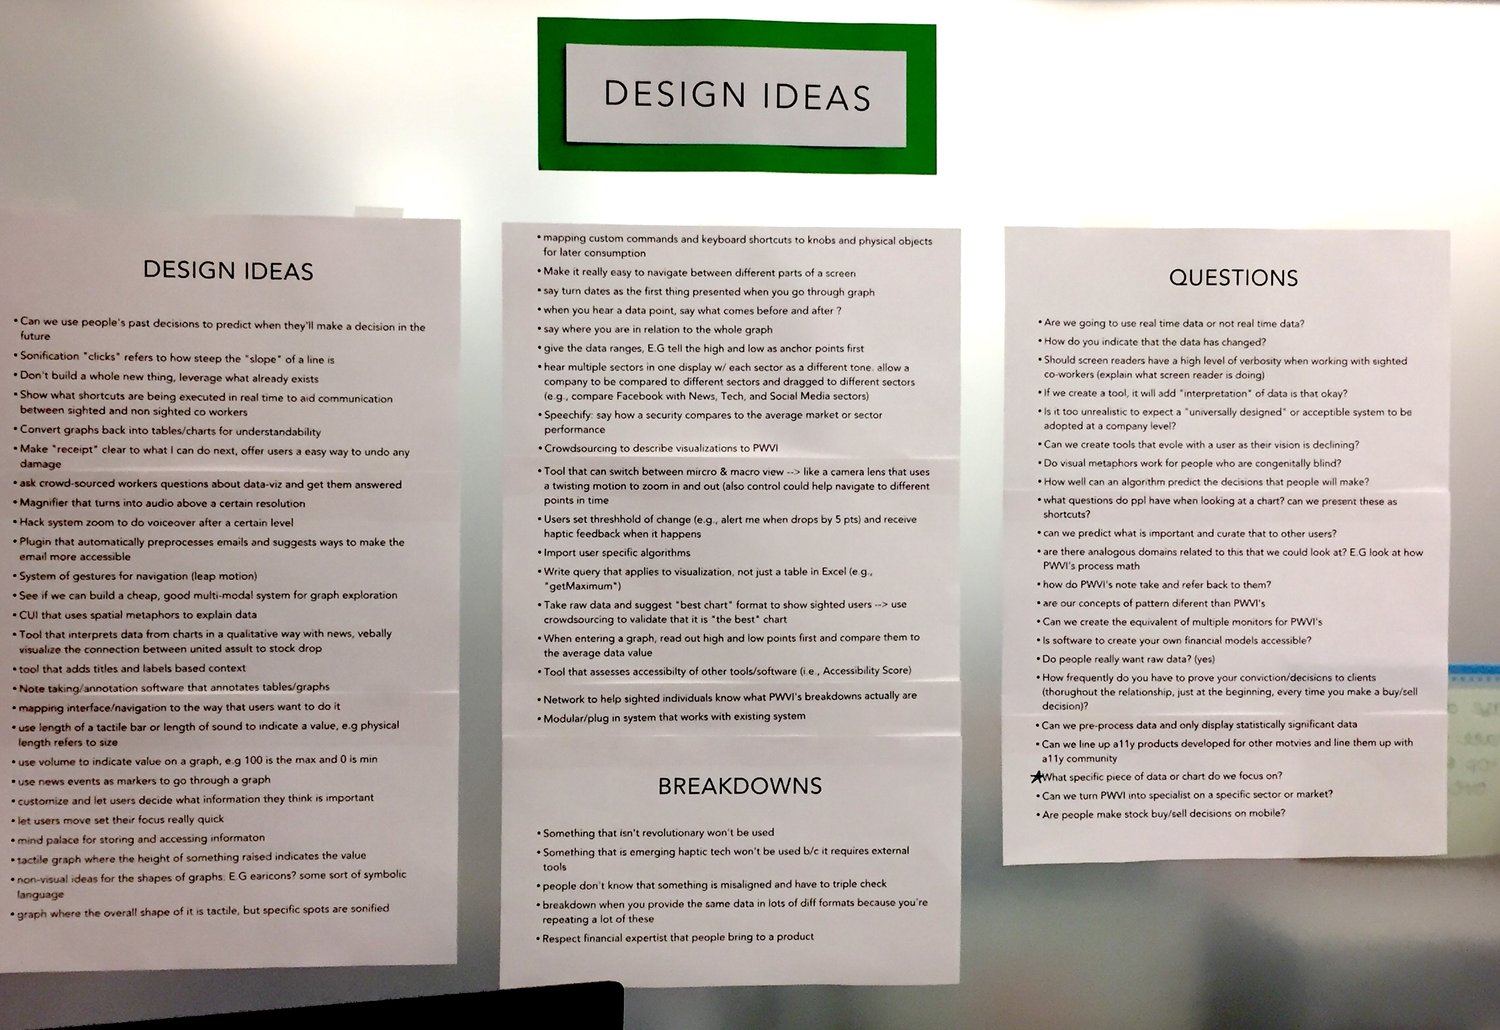 DESIGN IDEAS
DESIGN IDEAS
• Can we use people's past decisions to predict when they'll make a decision in the
future
• Sonification "clicks" refers to how steep the "slope" of a line is
• Don't build a whole new thing, leverage what already exists
• Show what shortcuts are being executed in real time to aid communication
between sighted and non sighted co workers
• Convert graphs back into tables/charts for understandability
• Make "receipt" clear to what I can do next, offer users a easy way to undo any
damage
• ask crowd-sourced workers questions about data-viz and get them answered
• Magnifier that turns into audio above a certain resolution
• Hack system zoom to do voiceover after a certain level
• Plugin that automatically preprocesses emails and suggests ways to make the
email more accessible
• System of gestures for navigation (leap motion)
• See if we can build a cheap, good multi-modal system for graph exploration
• CUI that uses spatial metaphors to explain data
• Tool that interprets data from charts in a qualitative way with news, vebally
visualize the connection between united assult to stock drop
• tool that adds titles and labels based context
• Note taking/annotation software that annotates tables/graphs
• mapping interface/navigation to the way that users want to do it
• use length of a tactile bar or length of sound to indicate a value, e.g physical
length refers to size
• use volume to indicate value on a graph, e.g 100 is the max and 0 is min
• use news events as markers to go through a graph
• customize and let users decide what information they think is important
• let users move set their focus really quick
• mind palace for storing and accessing informaton
• tactile graph where the height of something raised indicates the value
• non-visual ideas for the shapes of graphs. E.G earicons? some sort of symbolic
language
• graph where the overall shape of it is tactile, but specific spots are sonified
• mapping custom commands and keyboard shortcuts to knobs and physical objects
for later consumption
• Make it really easy to navigate between different parts of a screen
• say turn dates as the first thing presented when you go through graph
• when you hear a data point, say what comes before and after ?
• say where you are in relation to the whole graph
• give the data ranges, E.G tell the high and low as anchor points first
• hear multiple sectors in one display w/ each sector as a different tone. allow a
company to be compared to different sectors and dragged to different sectors
(e.g., compare Facebook with News, Tech, and Social Media sectors)
• Speechify: say how a security compares to the average market or sector
performance
• Crowdsourcing to describe visualizations to PWVI
• Tool that can switch between mircro & macro view --> like a camera lens that uses
a twisting motion to zoom in and out (also control could help navigate to different
points in time
• Users set threshhold of change (e.g., alert me when drops by 5 pts) and receive
haptic feedback when it happens
• Import user specific algorithms
• Write query that applies to visualization, not just a table in Excel (e.g.,
"getMaximum")
• Take raw data and suggest "best chart" format to show sighted users --> use
crowdsourcing to validate that it is "the best" chart
• When entering a graph, read out high and low points first and compare them to
the average data value
• Tool that assesses accessibilty of other tools/software (i.e., Accessibility Score)
• Network to help sighted individuals know what PWVI's breakdowns actually are
• Modular/plug in system that works with existing system
BREAKDOWNS
• Something that isn't revolutionary won't be used
• Something that is emerging haptic tech won't be used b/c it requires external
tools
• people don't know that something is misaligned and have to triple check
• breakdown when you provide the same data in lots of diff formats because you're
repeating a lot of these
• Respect financial expertist that people bring to a product
QUESTIONS
• Are we going to use real time data or not real time data?
• How do you indicate that the data has changed?
• Should screen readers have a high level of verbosity when working with sighted
co-workers (explain what screen reader is doing)
• If we create a tool, it will add "interpretation" of data is that okay?
• Is it too unrealistic to expect a "universally designed" or acceptible system to be
adopted at a company level?
• Can we create tools that evole with a user as their vision is declining?
• Do visual metaphors work for people who are congenitally blind?
• How well can an algorithm predict the decisions that people will make?
• what questions do ppl have when looking at a chart? can we present these as
shortcuts?
• can we predict what is important and curate that to other users?
• are there analogous domains related to this that we could look at? E.G look at how
PWVI's process math
• how do PWVI's note take and refer back to them?
• are our concepts of pattern diferent than PWVI's
• Can we create the equivalent of multiple monitors for PWVI's
• Is software to create your own financial models accessible?
• Do people really want raw data? (yes)
• How frequently do you have to prove your conviction/decisions to clients
(thorughout the relationship, just at the beginning, every time you make a buy/sell
decision)?
• Can we pre-process data and only display statistically significant data
• Can we line up a11y products developed for other motvies and line them up with
a11y community
★ What specific piece of data or chart do we focus on?
• Can we turn PWVI into specialist on a specific sector or market?
• Are people make stock buy/sell decisions on mobile?